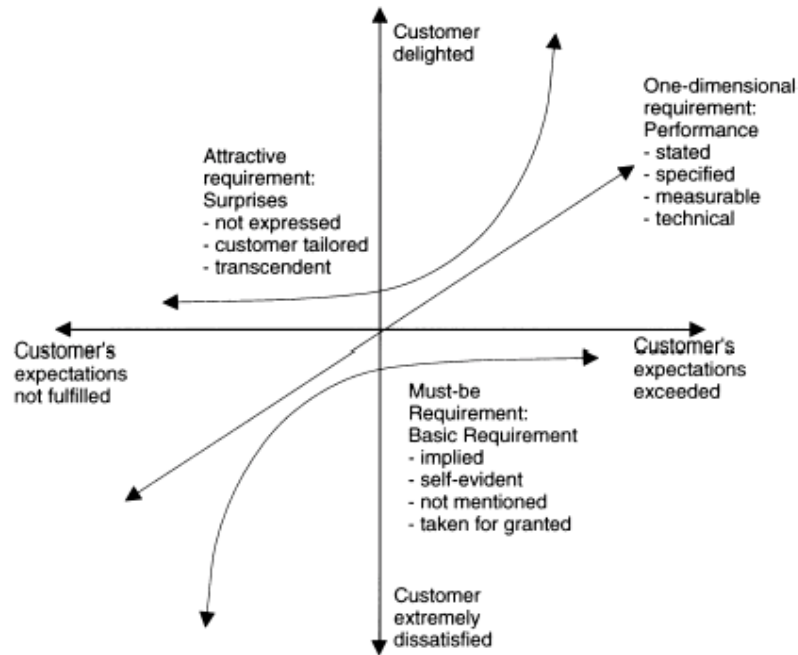 Customer
delighted
One-dimensional
requirement:
Performance
- stated
- specified
- measurable
- technical
Attractive
requirement:
Surprises
- not expressed
- customer tailored
- transcendent
Customer's
expectations
not fulfilled
Customer's
expectations
exceeded
Must-be
Requirement:
Basic Requirement
- implied
- self-evident
- not mentioned
- taken for granted
Customer
extremely
dissatisfied